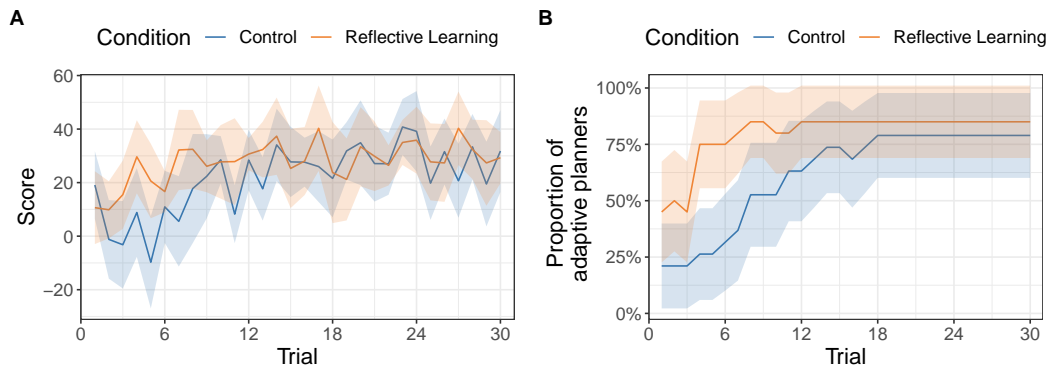 A
Condition Control Reflective Learning
60
40
20
0
−20
0 6 12 18 24 30
Score
Trial
B
Condition Control Reflective Learning
100%
75%
50%
25%
0%
0 6 12 18 24 30
Proportion of
adaptive planners
Trial